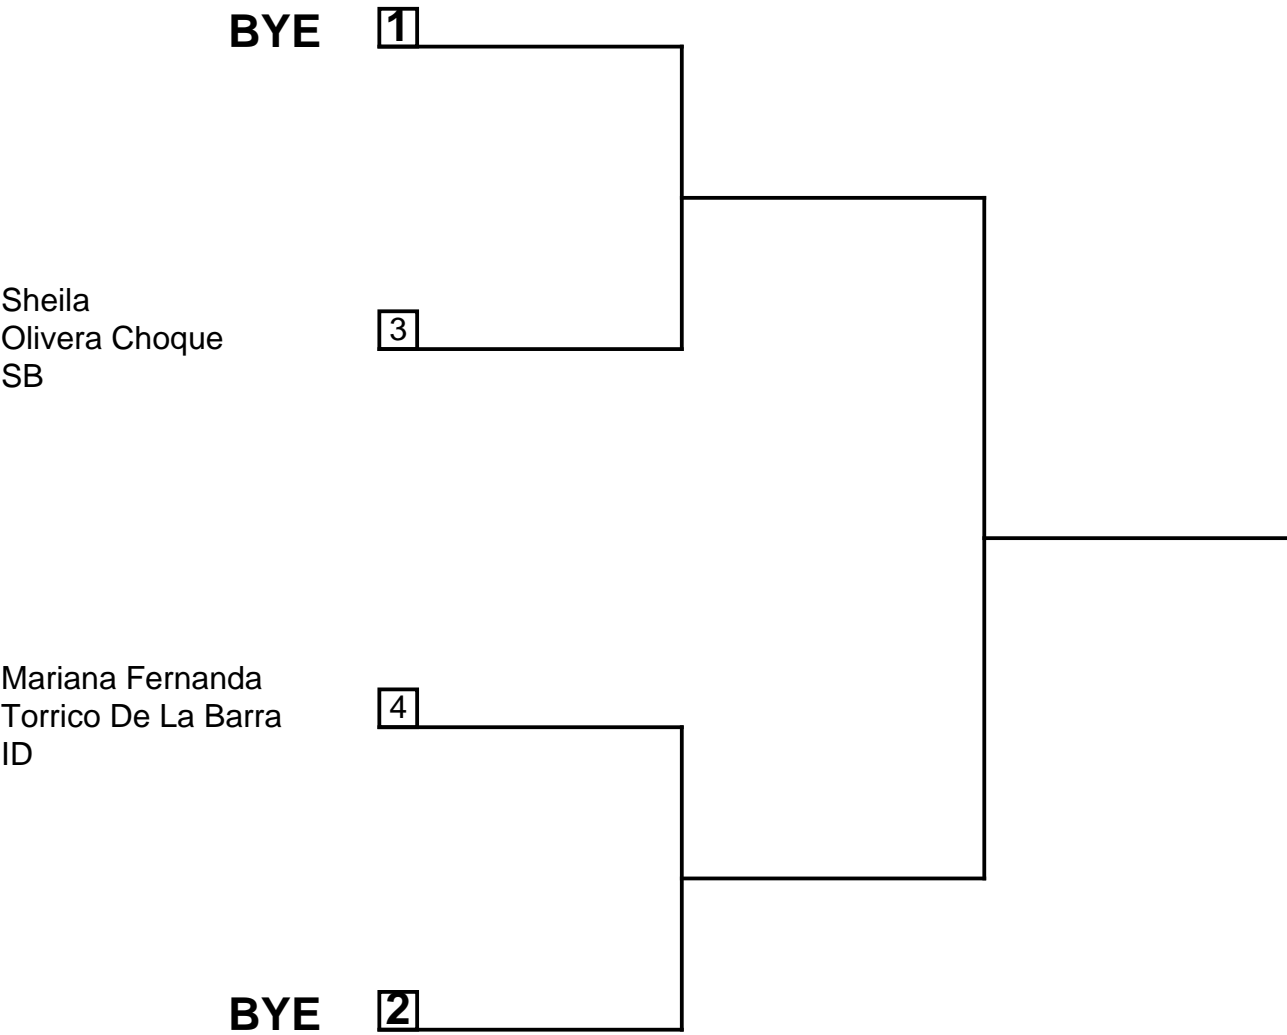 BYE 1
Sheila
Olivera Choque
SB
3
Mariana Fernanda
Torrico De La Barra
ID
4
BYE 2